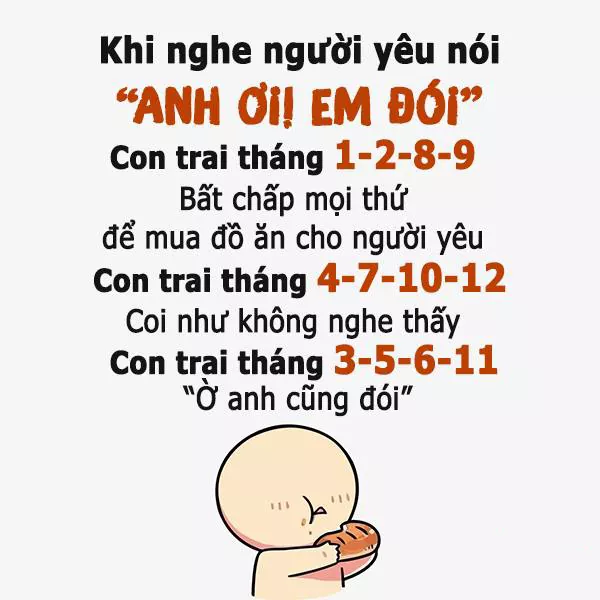 Khi nghe người yêu nói
“ANH ƠI! EM ĐÓI”
Con trai tháng 1-2-8-9
Bất chấp mọi thứ
để mua đồ ăn cho người yêu
Con trai tháng 4-7-10-12
Coi như không nghe thấy
Con trai tháng 3-5-6-11
“Ờ anh cũng đói”